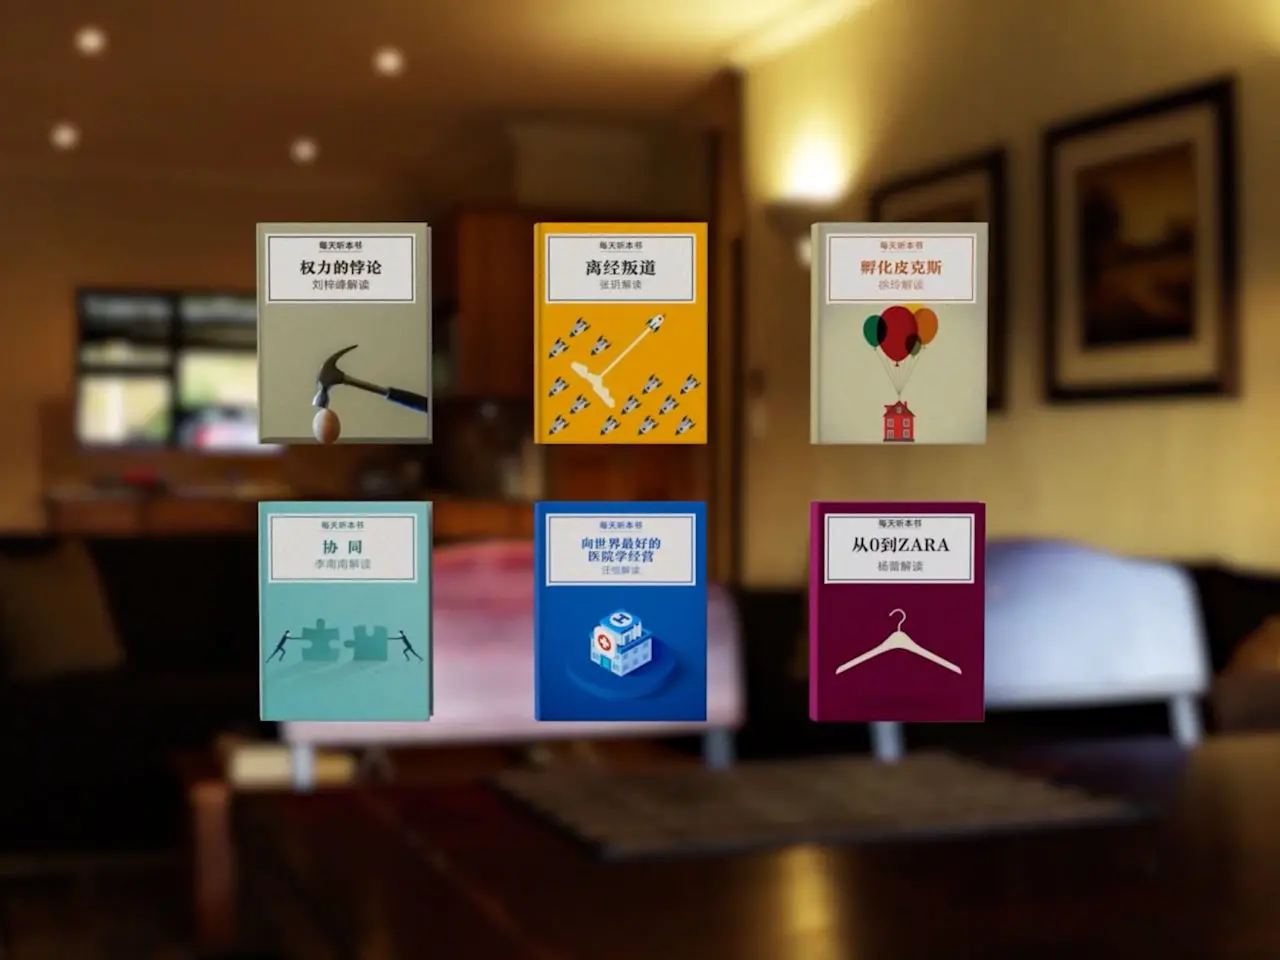 每天听本书
权力的悖论
刘梓峰解读
每天听本书
离经叛道
张玥解读
每天听本书
孵化皮克斯
徐玲解读
每天听本书
协同
李南南解读
每天听本书
向世界最好的
医院学经营
汪恒解读
每天听本书
从0到ZARA
杨蕾解读